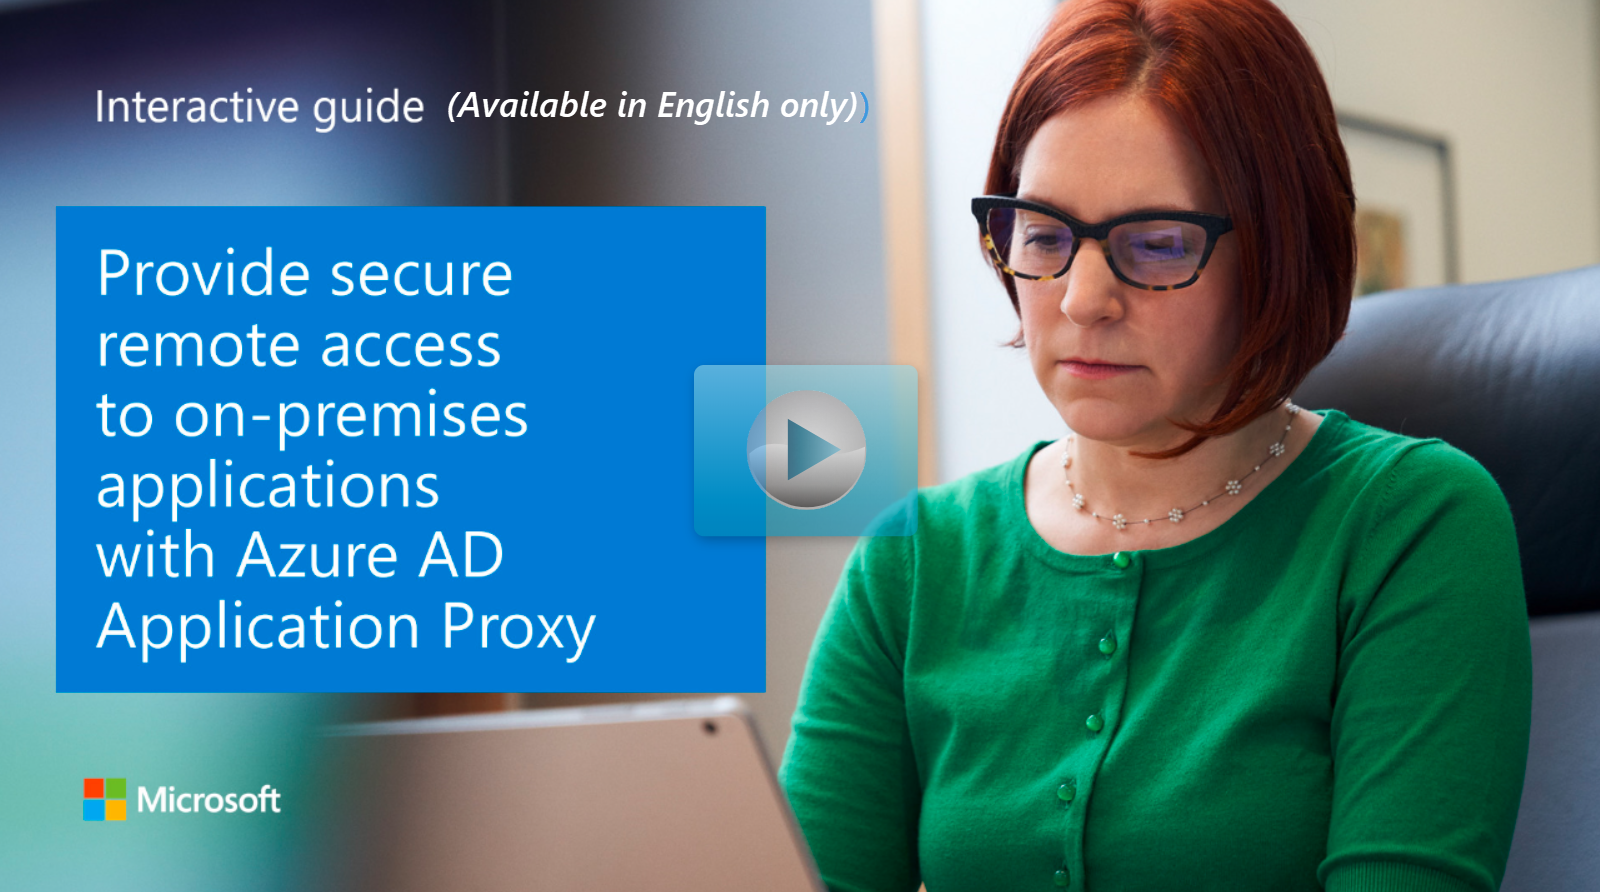 Interactive guide (Available in English only))
Provide secure
remote access
to on-premises
applications
with Azure AD
Application Proxy
Microsoft